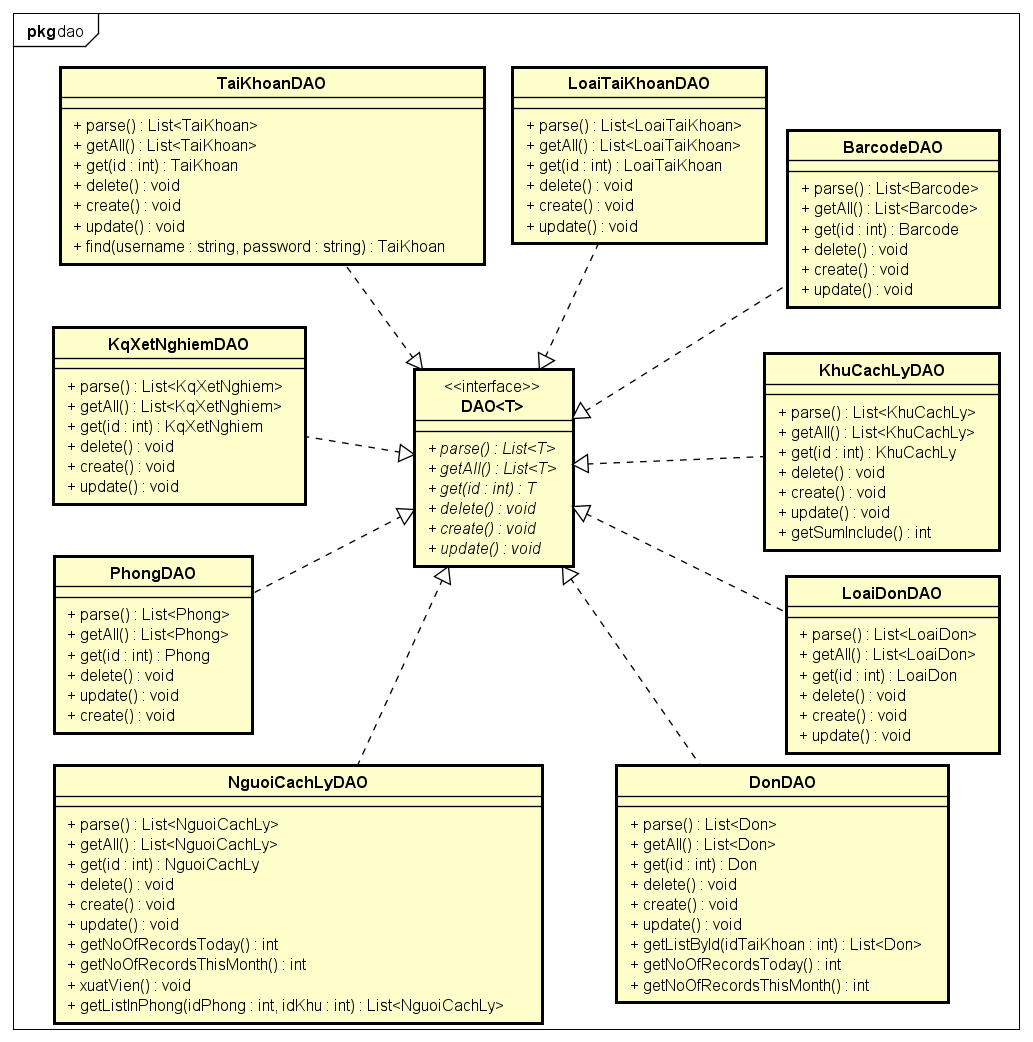 pkg dao
TaiKhoanDAO
+ parse() : List<TaiKhoan>
+ getAll() : List<TaiKhoan>
+ get(id : int) : TaiKhoan
+ delete() : void
+ create() : void
+ update() : void
+ find(username : string, password : string) : TaiKhoan
LoaiTaiKhoanDAO
+ parse() : List<LoaiTaiKhoan>
+ getAll() : List<LoaiTaiKhoan>
+ get(id : int) : LoaiTaiKhoan
+ delete() : void
+ create() : void
+ update() : void
BarcodeDAO
+ parse() : List<Barcode>
+ getAll() : List<Barcode>
+ get(id : int) : Barcode
+ delete() : void
+ create() : void
+ update() : void
KqXetNghiemDAO
+ parse() : List<KqXetNghiem>
+ getAll() : List<KqXetNghiem>
+ get(id : int) : KqXetNghiem
+ delete() : void
+ create() : void
+ update() : void
<<interface>>
DAO<T>
+ parse() : List<T>
+ getAll() : List<T>
+ get(id : int) : T
+ delete() : void
+ create() : void
+ update() : void
KhuCachLyDAO
+ parse() : List<KhuCachLy>
+ getAll() : List<KhuCachLy>
+ get(id : int) : KhuCachLy
+ delete() : void
+ create() : void
+ update() : void
+ getSumInclude() : int
PhongDAO
+ parse() : List<Phong>
+ getAll() : List<Phong>
+ get(id : int) : Phong
+ delete() : void
+ update() : void
+ create() : void
LoaiDonDAO
+ parse() : List<LoaiDon>
+ getAll() : List<LoaiDon>
+ get(id : int) : LoaiDon
+ delete() : void
+ create() : void
+ update() : void
NguoiCachLyDAO
+ parse() : List<NguoiCachLy>
+ getAll() : List<NguoiCachLy>
+ get(id : int) : NguoiCachLy
+ delete() : void
+ create() : void
+ update() : void
+ getNoOfRecordsToday() : int
+ getNoOfRecordsThisMonth() : int
+ xuatVien() : void
+ getListInPhong(idPhong : int, idKhu : int) : List<NguoiCachLy>
DonDAO
+ parse() : List<Don>
+ getAll() : List<Don>
+ get(id : int) : Don
+ delete() : void
+ create() : void
+ update() : void
+ getListById(idTaiKhoan : int) : List<Don>
+ getNoOfRecordsToday() : int
+ getNoOfRecordsThisMonth() : int